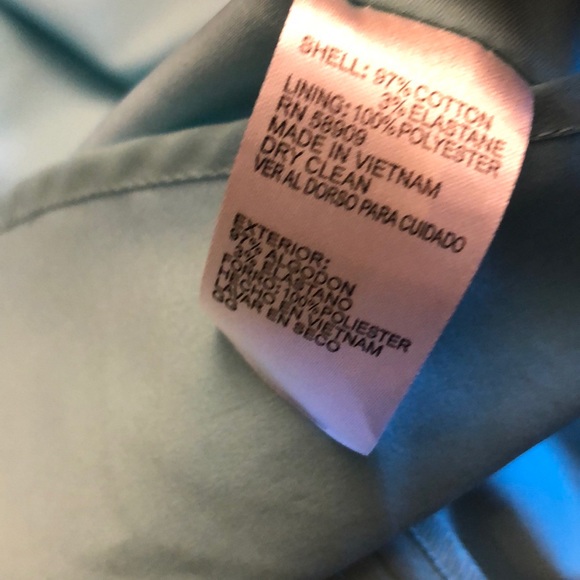 SHELL: 97% COTTON
3% ELASTANE
LINING: 100% POLYESTER
RN 58909
MADE IN VIETNAM
DRY CLEAN
VER AL DORSO PARA CUIDADO
EXTERIOR:
97% ALGODON
3% ELASTANO
FORRO: 100% POLIESTER
HECHO EN VIETNAM
LAVAR EN SECO